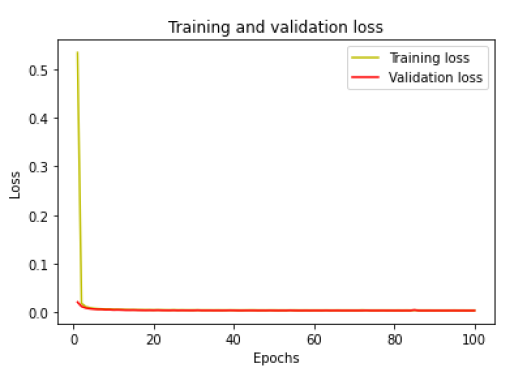 Training and validation loss
Training loss
Validation loss
0.5
0.4
0.3
0.2
0.1
0.0
Loss
0 20 40 60 80 100
Epochs